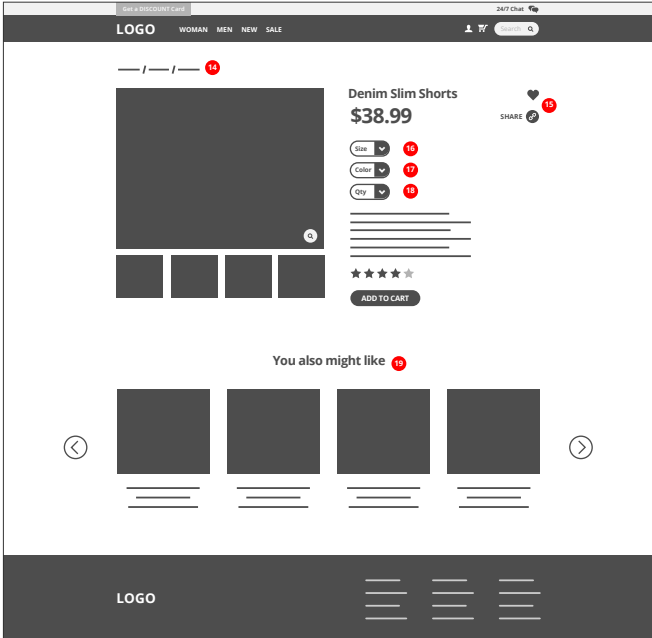 Get a DISCOUNT Card
24/7 Chat
LOGO
WOMAN MEN NEW SALE
Search
14
Denim Slim Shorts
$38.99
15
SHARE
Size
16
Color
17
Qty
18
ADD TO CART
You also might like
19
LOGO